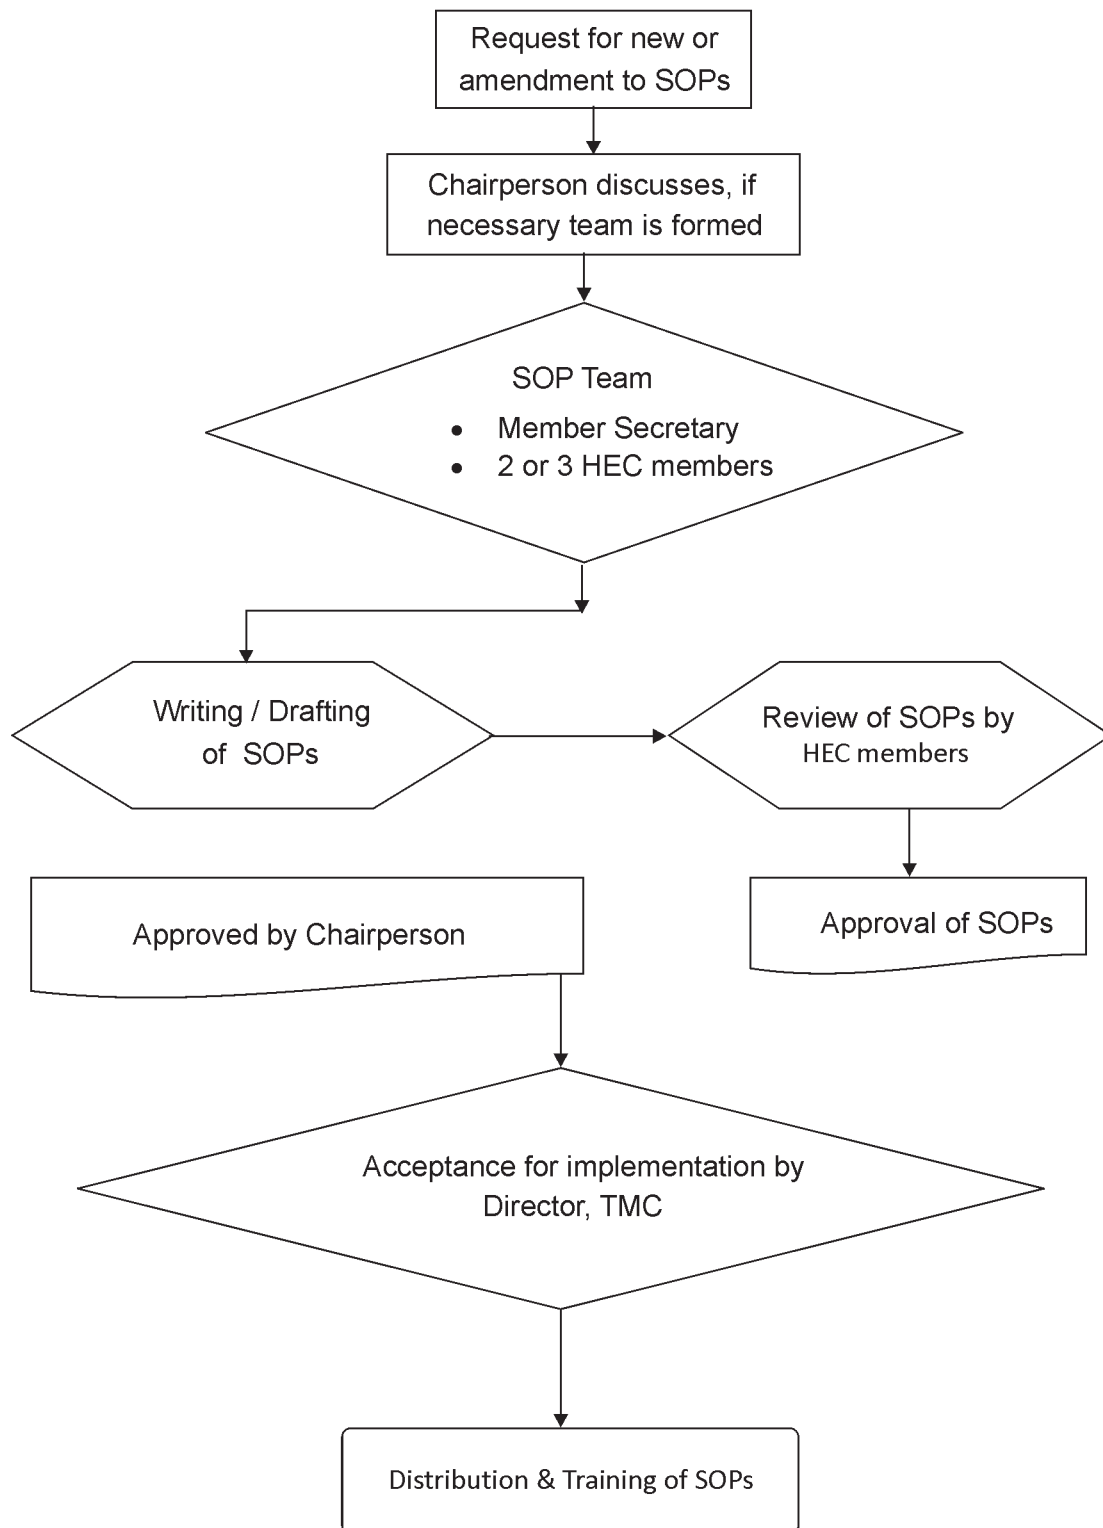 Request for new or
amendment to SOPs
Chairperson discusses, if
necessary team is formed
SOP Team
• Member Secretary
• 2 or 3 HEC members
Writing / Drafting
of SOPs
Review of SOPs by
HEC members
Approved by Chairperson
Approval of SOPs
Acceptance for implementation by
Director, TMC
Distribution & Training of SOPs